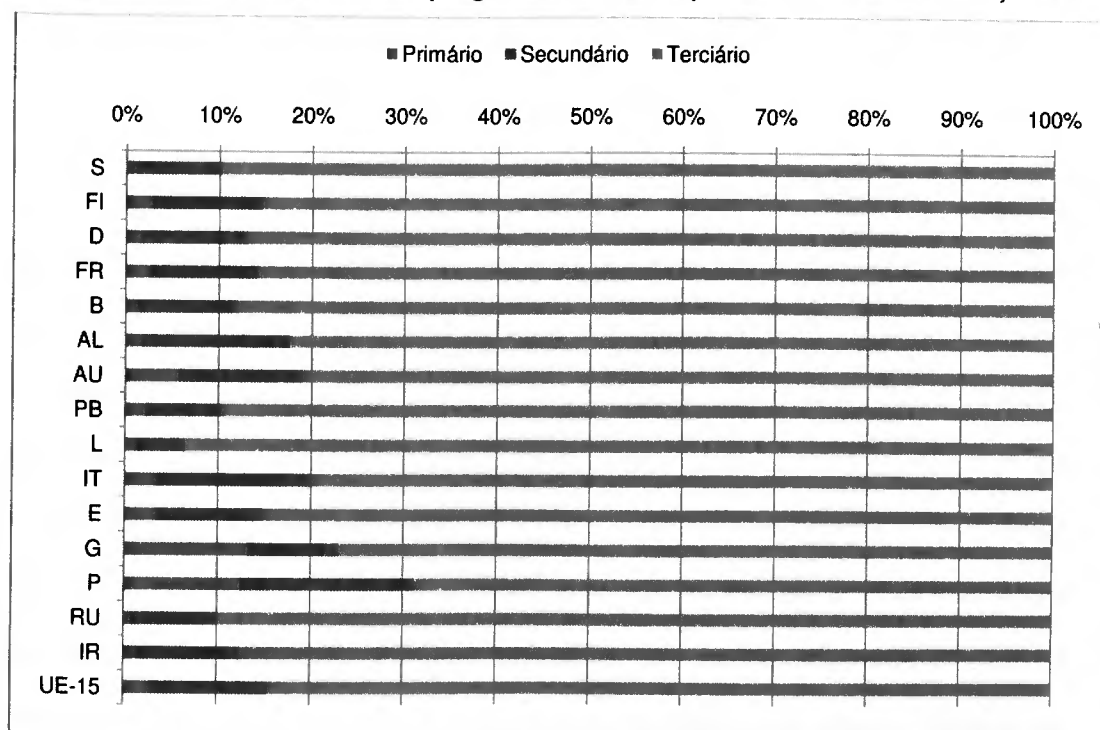 Primário Secundário Terciário
0% 10% 20% 30% 40% 50% 60% 70% 80% 90% 100%
S
FI
D
FR
B
AL
AU
PB
L
IT
E
G
P
RU
IR
UE-15